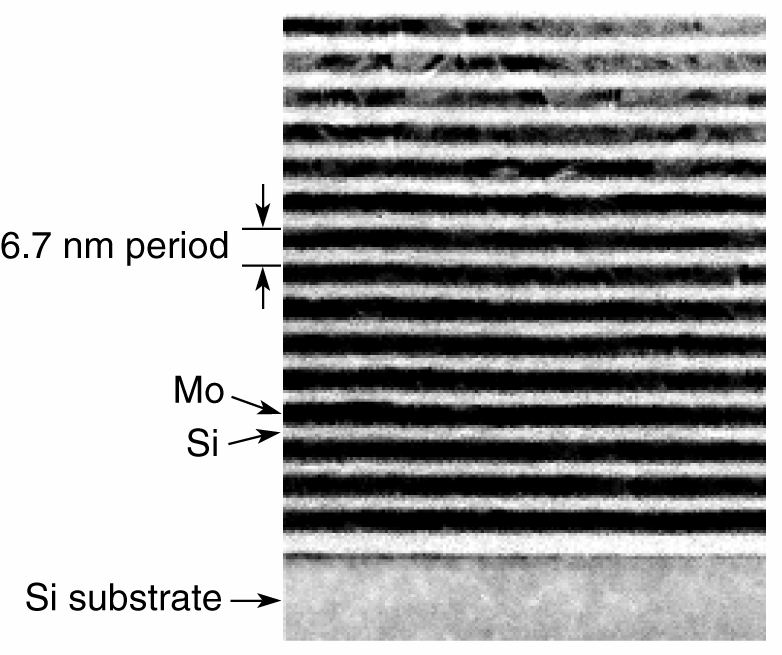 6.7 nm period
Mo
Si
Si substrate